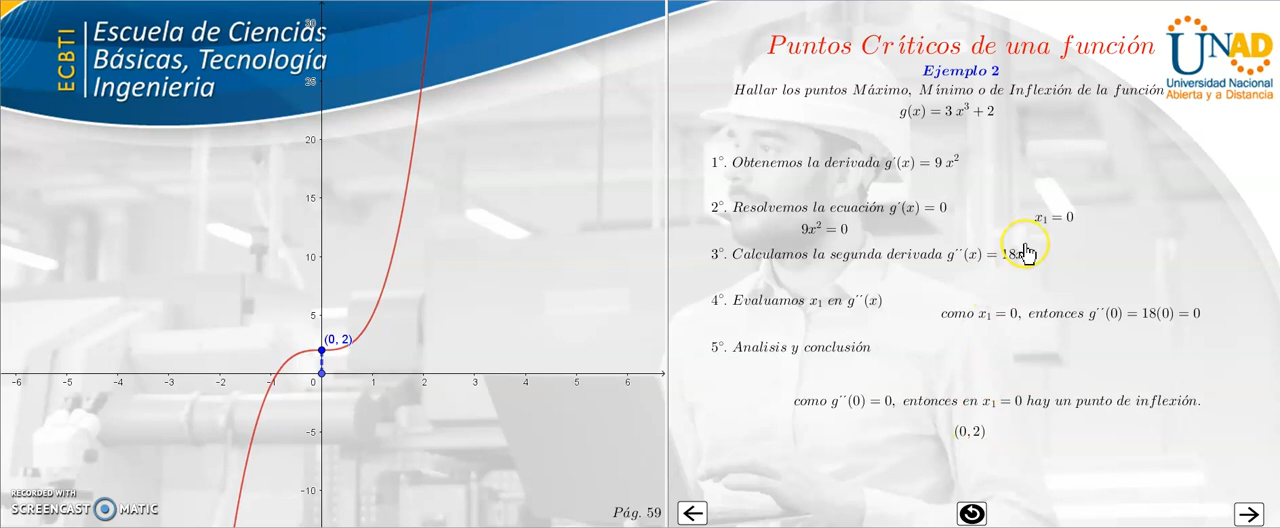 ECBTI
Escuela de Ciencias
Básicas, Tecnología
Ingeniería
30
25
20
15
10
5
(0, 2)
-6 -5 -4 -3 -2 -1 0 1 2 3 4 5 6
-5
-10
RECORDED WITH
SCREENCAST MATIC
Pág. 59
Puntos Críticos de una función
Ejemplo 2
Hallar los puntos Máximo, Mínimo o de Inflexión de la función
g(x) = 3 x³ + 2
UNAD
Universidad Nacional
Abierta y a Distancia
1°. Obtenemos la derivada g´(x) = 9 x²
2°. Resolvemos la ecuación g´(x) = 0
9x² = 0
x₁ = 0
3°. Calculamos la segunda derivada g´´(x) = 18x
4°. Evaluamos x₁ en g´´(x)
como x₁ = 0, entonces g´´(0) = 18(0) = 0
5°. Analisis y conclusión
como g´´(0) = 0, entonces en x₁ = 0 hay un punto de inflexión.
(0, 2)